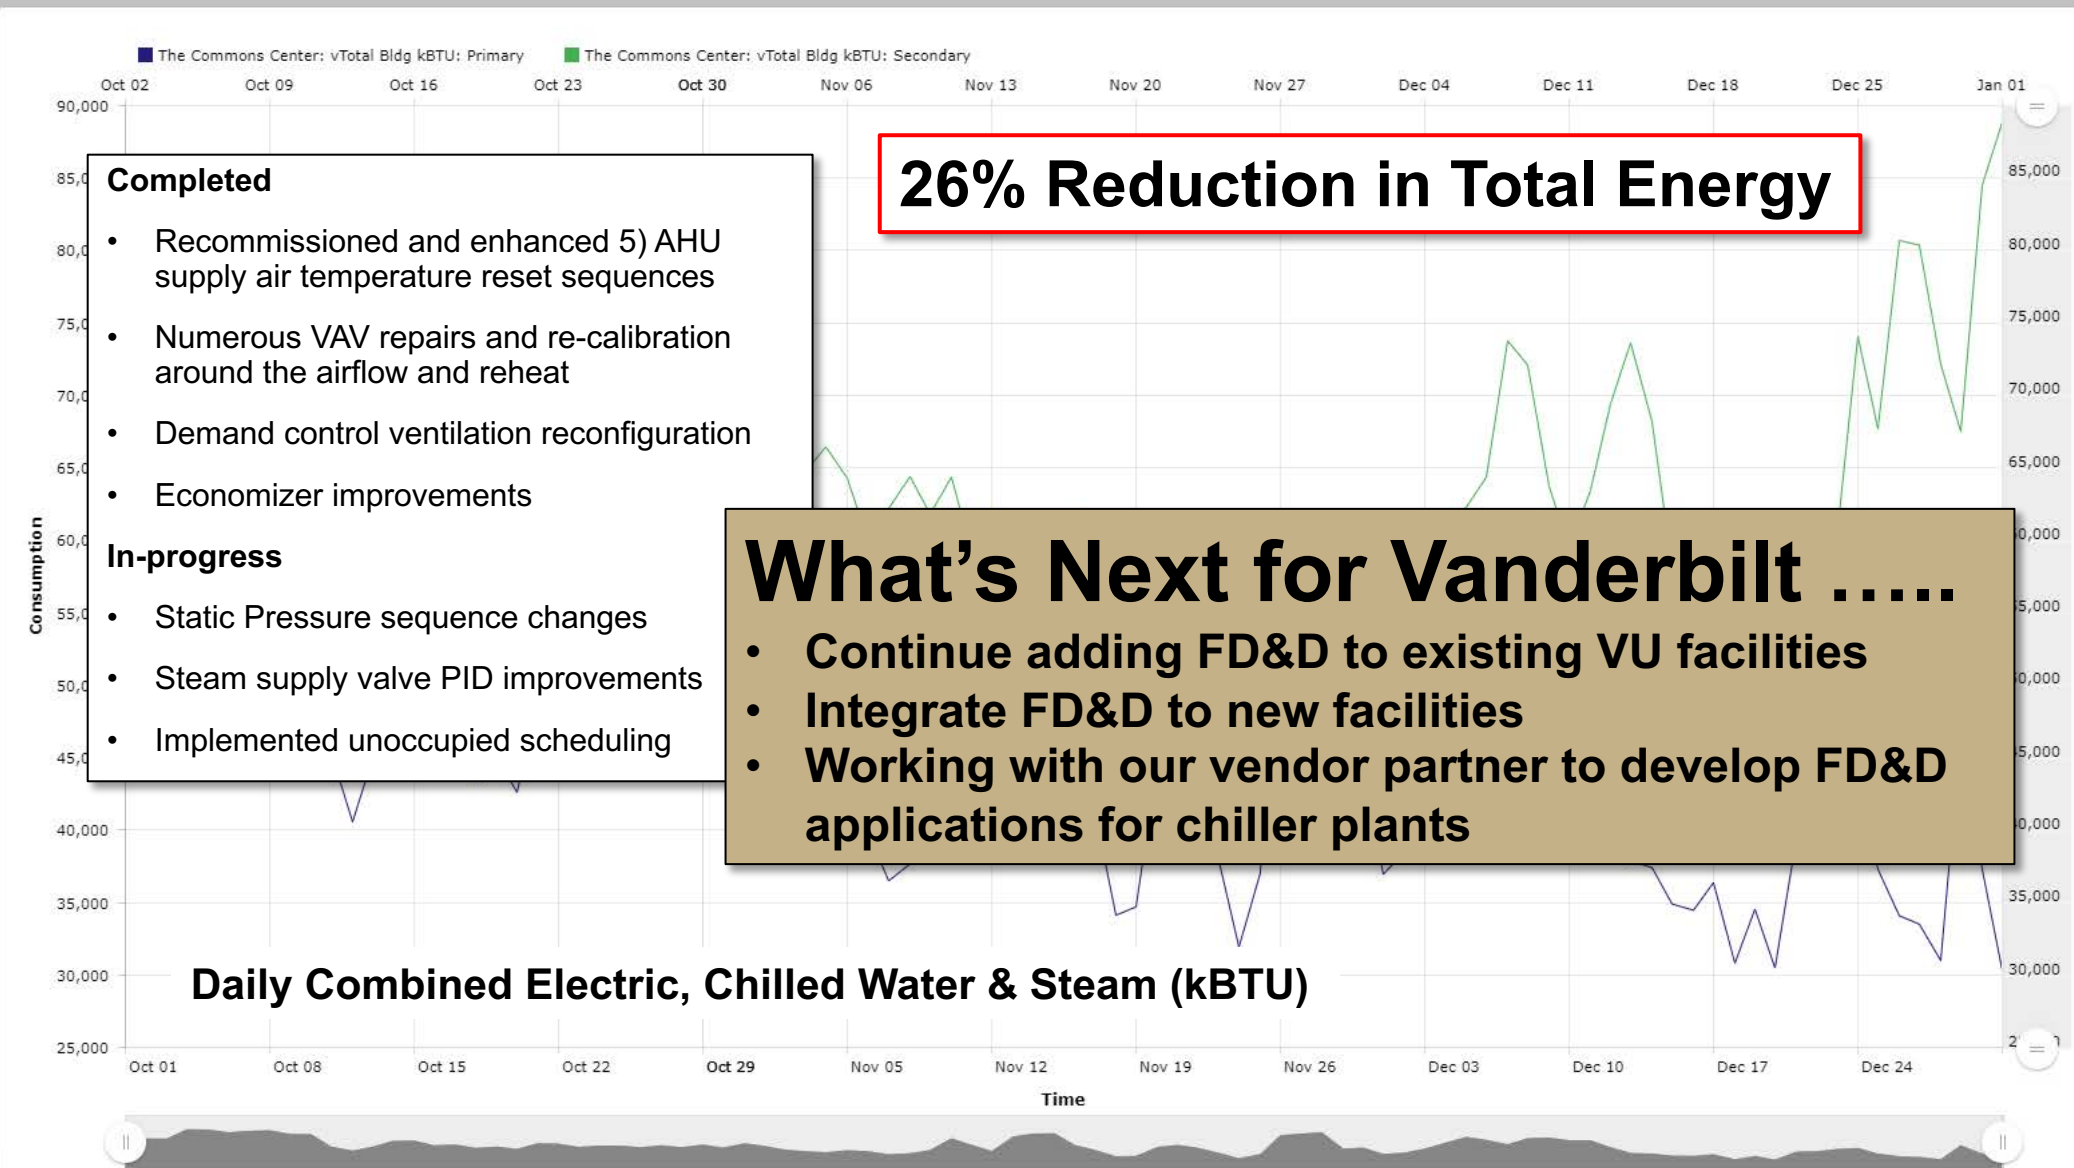 The Commons Center: vTotal Bldg kBTU: Primary
The Commons Center: vTotal Bldg kBTU: Secondary
Oct 02 Oct 09 Oct 16 Oct 23 Oct 30 Nov 06 Nov 13 Nov 20 Nov 27 Dec 04 Dec 11 Dec 18 Dec 25 Jan 01
90,000
85,000
80,000
75,000
70,000
65,000
26% Reduction in Total Energy
Completed
• Recommissioned and enhanced 5) AHU
supply air temperature reset sequences
• Numerous VAV repairs and re-calibration
around the airflow and reheat
• Demand control ventilation reconfiguration
• Economizer improvements
In-progress
• Static Pressure sequence changes
• Steam supply valve PID improvements
• Implemented unoccupied scheduling
What’s Next for Vanderbilt …..
• Continue adding FD&D to existing VU facilities
• Integrate FD&D to new facilities
• Working with our vendor partner to develop FD&D
applications for chiller plants
Consumption
40,000
35,000 35,000
30,000 30,000
25,000
Daily Combined Electric, Chilled Water & Steam (kBTU)
Oct 01 Oct 08 Oct 15 Oct 22 Oct 29 Nov 05 Nov 12 Nov 19 Nov 26 Dec 03 Dec 10 Dec 17 Dec 24
Time